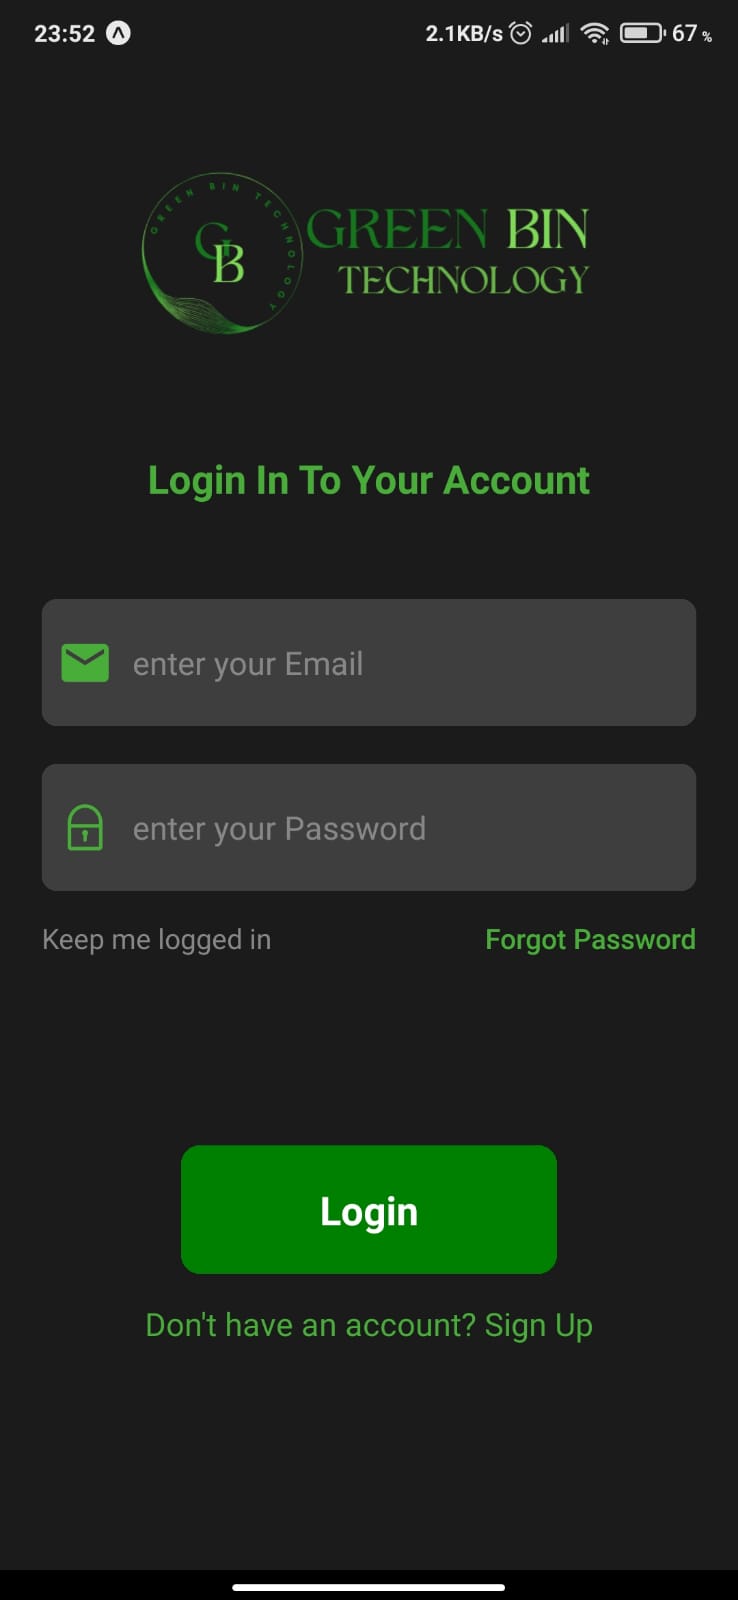 23:52 2.1KB/s 67 %
GREEN BIN TECHNOLOGY
GB
GREEN BIN
TECHNOLOGY
Login In To Your Account
enter your Email
enter your Password
Keep me logged in Forgot Password
Login
Don't have an account? Sign Up